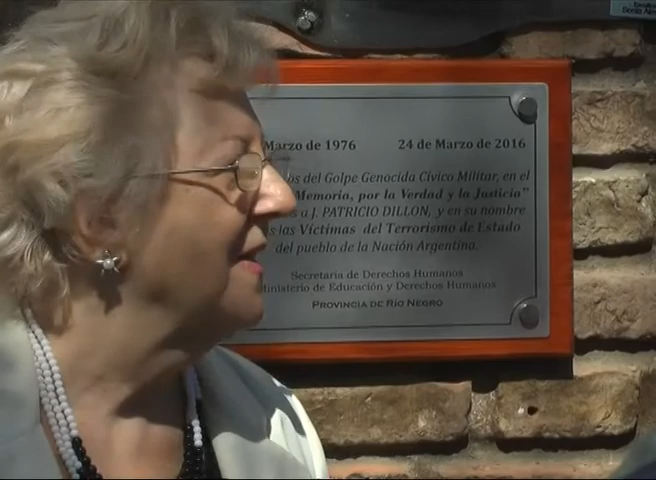 Marzo de 1976 24 de Marzo de 2016
os del Golpe Genocida Cívico Militar, en el
Memoria, por la Verdad y la Justicia"
a J. PATRICIO DILLON, y en su nombre
s las Víctimas del Terrorismo de Estado
del pueblo de la Nación Argentina.
Secretaria de Derechos Humanos
Ministerio de Educación y Derechos Humanos
PROVINCIA DE RÍO NEGRO